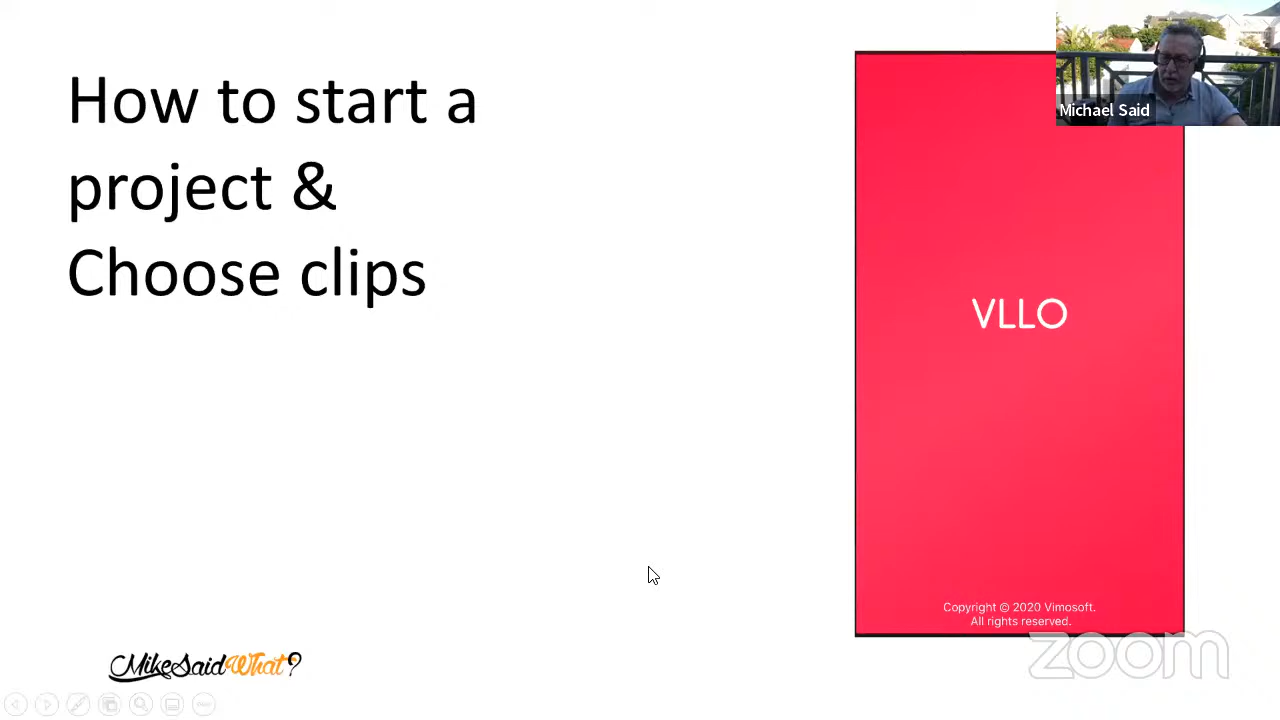 How to start a
project &
Choose clips
Michael Said
VLLO
Copyright © 2020 Vimosoft.
All rights reserved.
MikeSaidWhat?
zoom